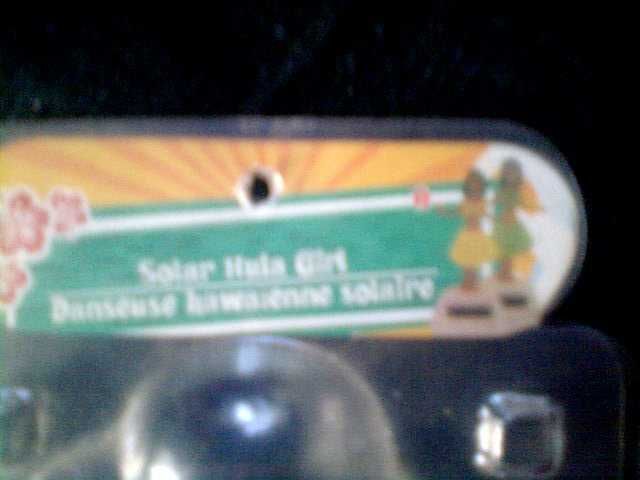 Solar Hula Girl
Danseuse hawaïenne solaire